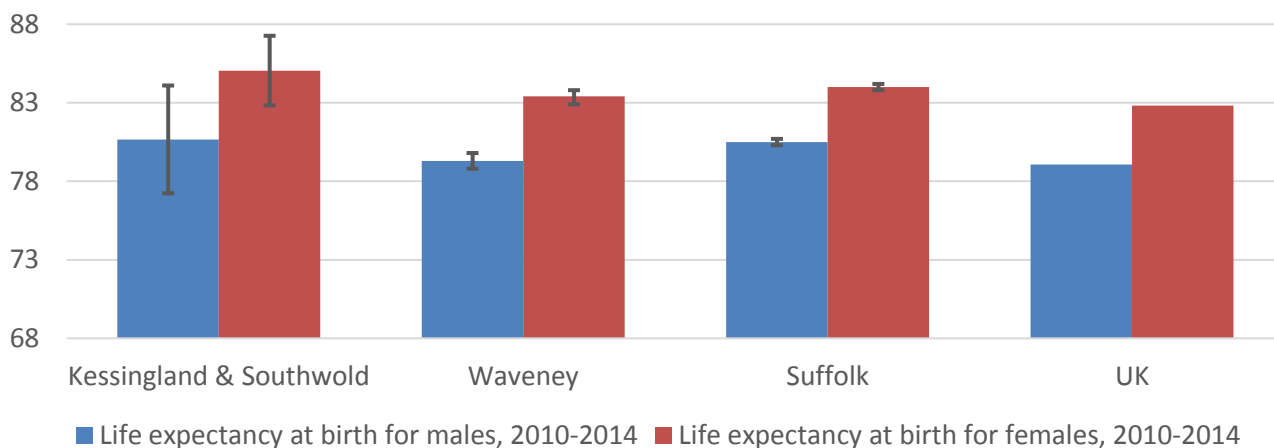 88
83
78
73
68
Kessingland & Southwold Waveney Suffolk UK
Life expectancy at birth for males, 2010-2014 Life expectancy at birth for females, 2010-2014